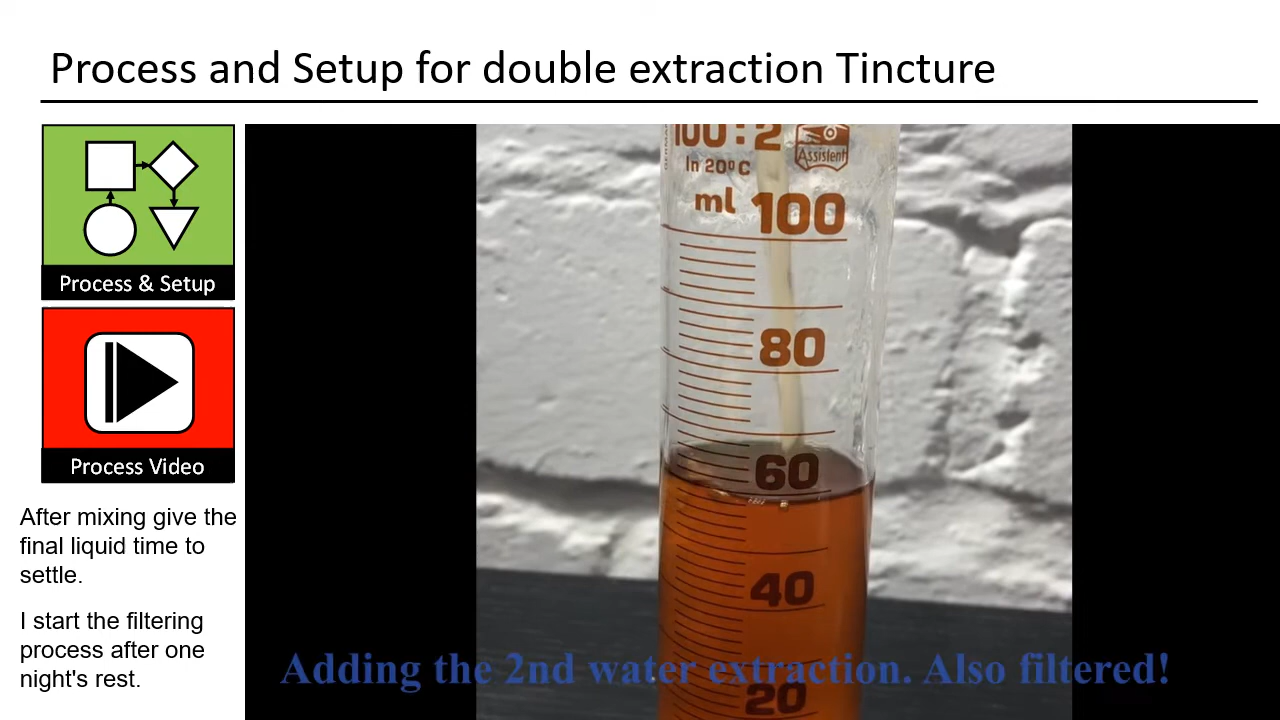 Process and Setup for double extraction Tincture
Process & Setup
Process Video
After mixing give the
final liquid time to
settle.
I start the filtering
process after one
night's rest.
100:2
Assistent
In 20°C
ml 100
80
60
40
20
Adding the 2nd water extraction. Also filtered!